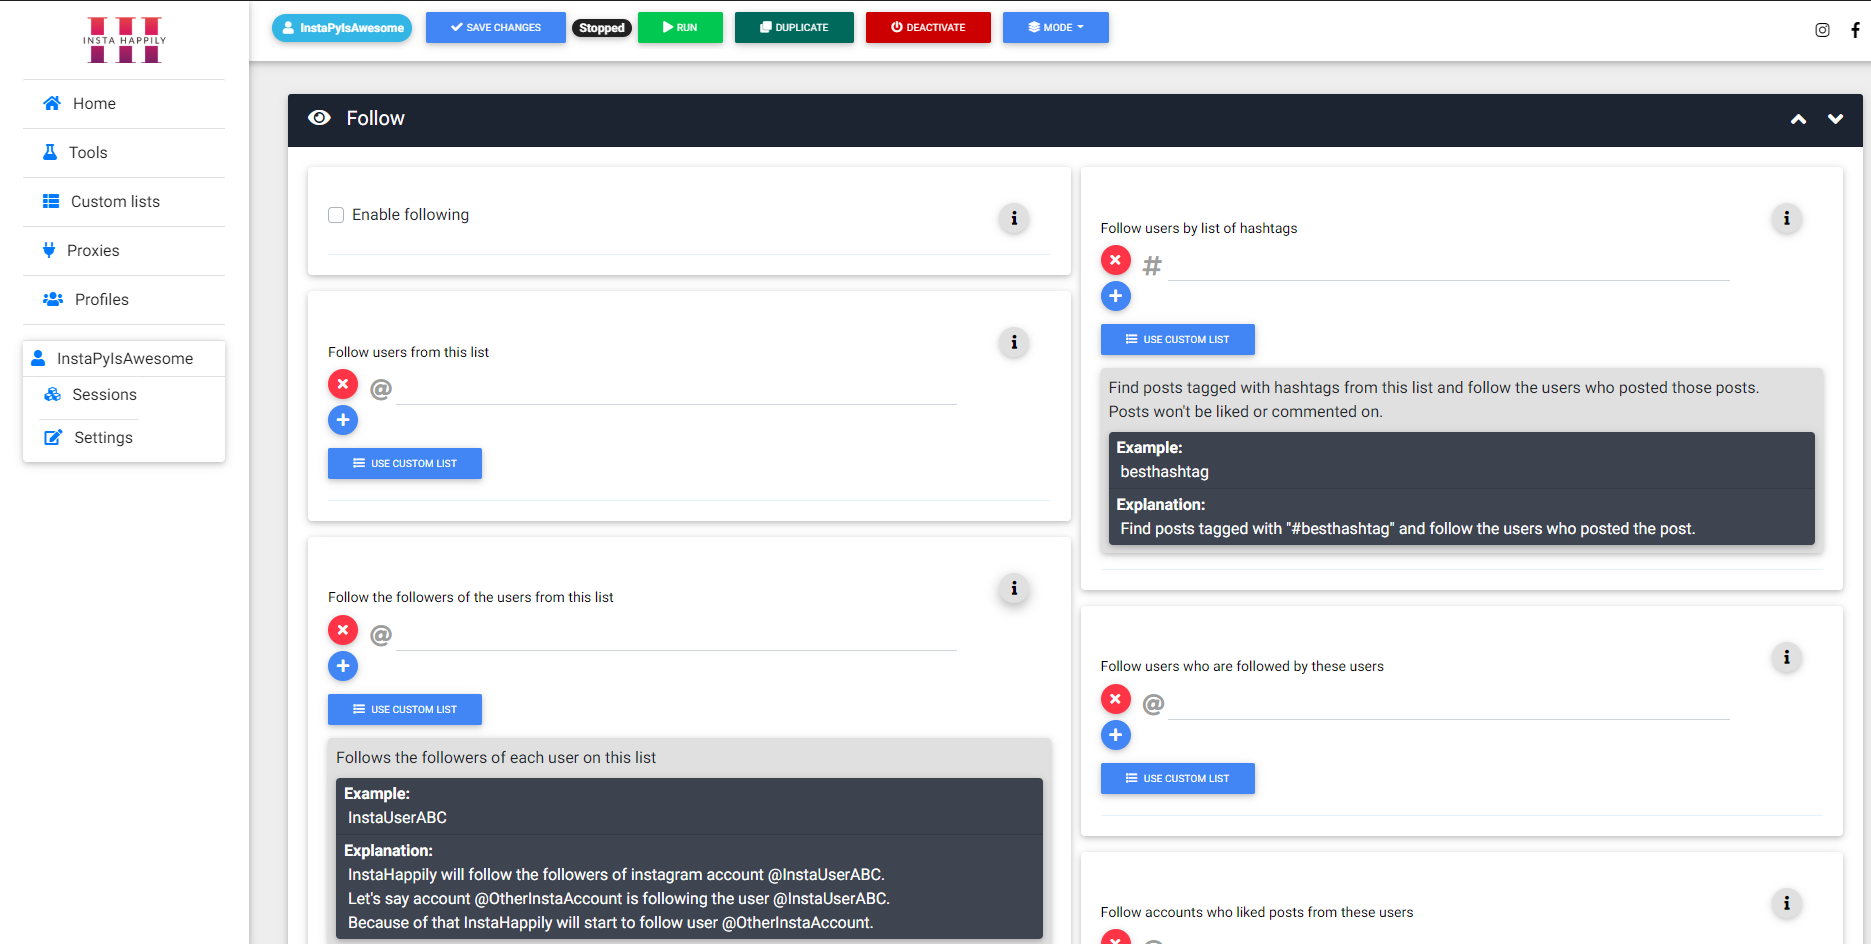 INSTA HAPPILY
Home
Tools
Custom lists
Proxies
Profiles
InstaPyIsAwesome
Sessions
Settings
InstaPyIsAwesome
SAVE CHANGES
Stopped
RUN
DUPLICATE
DEACTIVATE
MODE
Follow
Enable following
Follow users from this list
@
USE CUSTOM LIST
Follow the followers of the users from this list
@
USE CUSTOM LIST
Follows the followers of each user on this list
Example:
InstaUserABC
Explanation:
InstaHappily will follow the followers of instagram account @InstaUserABC.
Let's say account @OtherInstaAccount is following the user @InstaUserABC.
Because of that InstaHappily will start to follow user @OtherInstaAccount.
Follow users by list of hashtags
#
USE CUSTOM LIST
Find posts tagged with hashtags from this list and follow the users who posted those posts.
Posts won't be liked or commented on.
Example:
besthashtag
Explanation:
Find posts tagged with "#besthashtag" and follow the users who posted the post.
Follow users who are followed by these users
@
USE CUSTOM LIST
Follow accounts who liked posts from these users